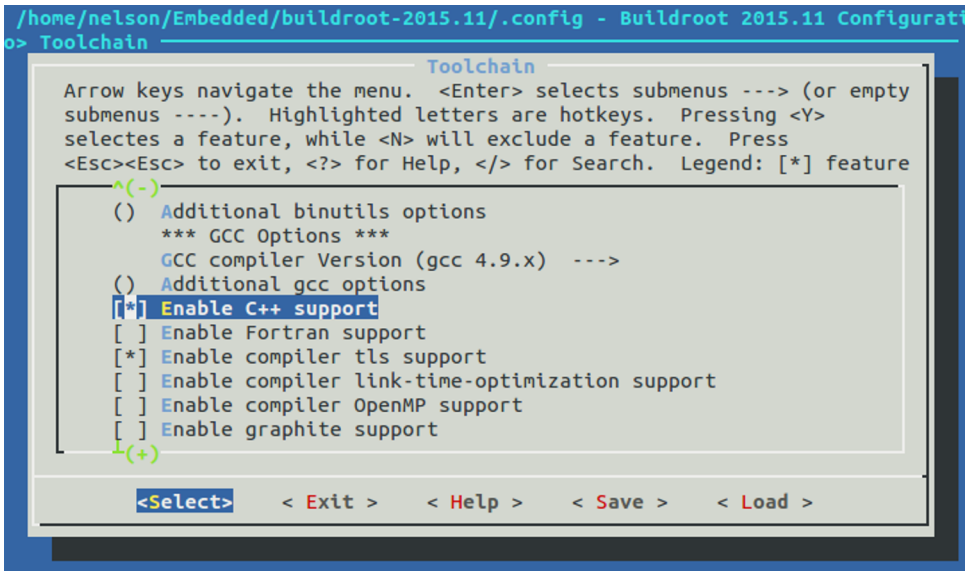 /home/nelson/Embedded/buildroot-2015.11/.config - Buildroot 2015.11 Configurati
o> Toolchain
Toolchain
Arrow keys navigate the menu.  <Enter> selects submenus ---> (or empty
submenus ----).  Highlighted letters are hotkeys.  Pressing <Y>
selectes a feature, while <N> will exclude a feature.  Press
<Esc><Esc> to exit, <?> for Help, </> for Search.  Legend: [*] feature
^(-)
()  Additional binutils options
*** GCC Options ***
GCC compiler Version (gcc 4.9.x)  --->
()  Additional gcc options
[*] Enable C++ support
[ ] Enable Fortran support
[*] Enable compiler tls support
[ ] Enable compiler link-time-optimization support
[ ] Enable compiler OpenMP support
[ ] Enable graphite support
┴(+)
<Select>    < Exit >    < Help >    < Save >    < Load >